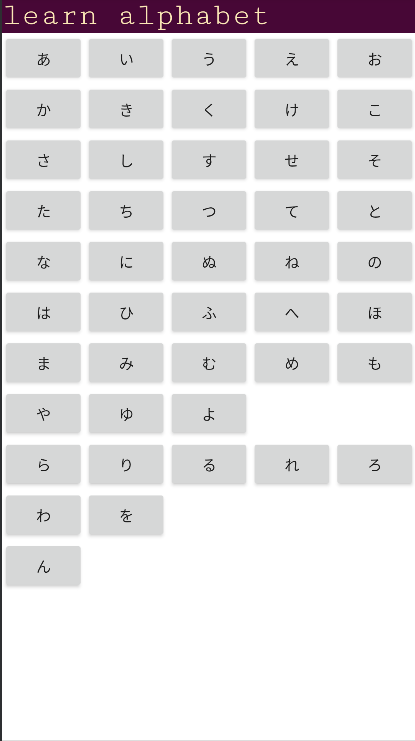 learn alphabet
あ い う え お
か き く け こ
さ し す せ そ
た ち つ て と
な に ぬ ね の
は ひ ふ へ ほ
ま み む め も
や ゆ よ
ら り る れ ろ
わ を
ん